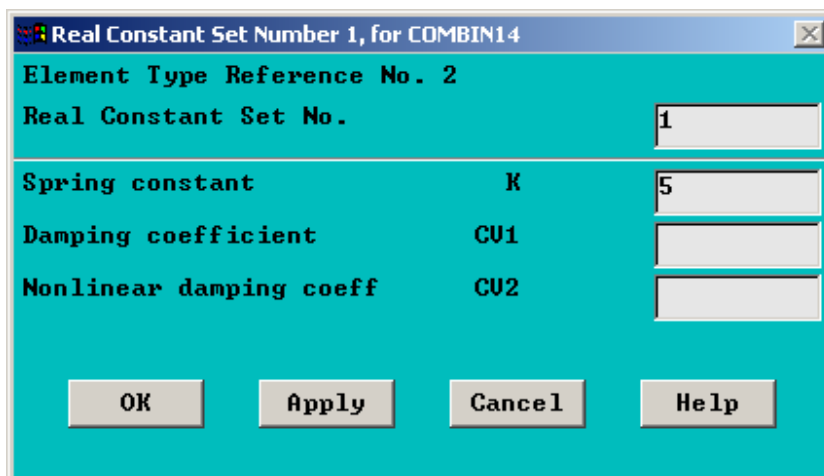 Real Constant Set Number 1, for COMBIN14
Element Type Reference No. 2
Real Constant Set No. 1
Spring constant K 5
Damping coefficient CV1
Nonlinear damping coeff CV2
OK Apply Cancel Help